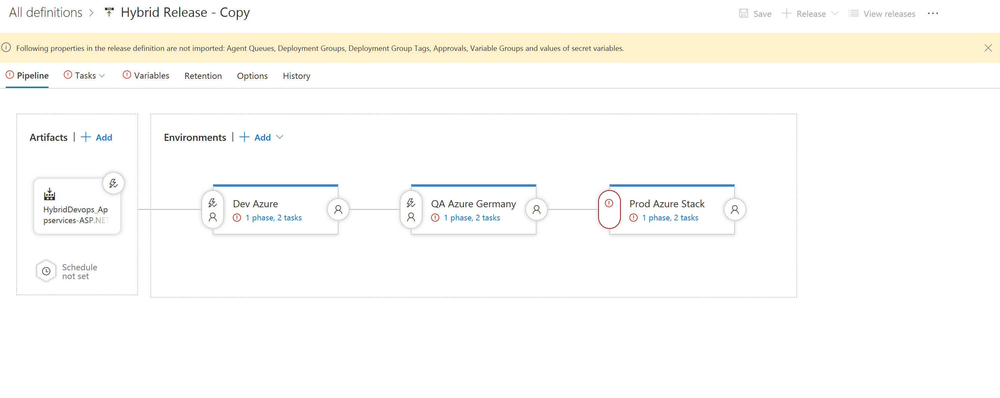 All definitions > Hybrid Release - Copy
Save
Release
View releases
Following properties in the release definition are not imported: Agent Queues, Deployment Groups, Deployment Group Tags, Approvals, Variable Groups and values of secret variables.
Pipeline
Tasks
Variables
Retention
Options
History
Artifacts | + Add
Environments | + Add
HybridDevops_Ap
pservices-ASP.NET
Dev Azure
1 phase, 2 tasks
QA Azure Germany
1 phase, 2 tasks
Prod Azure Stack
1 phase, 2 tasks
Schedule
not set